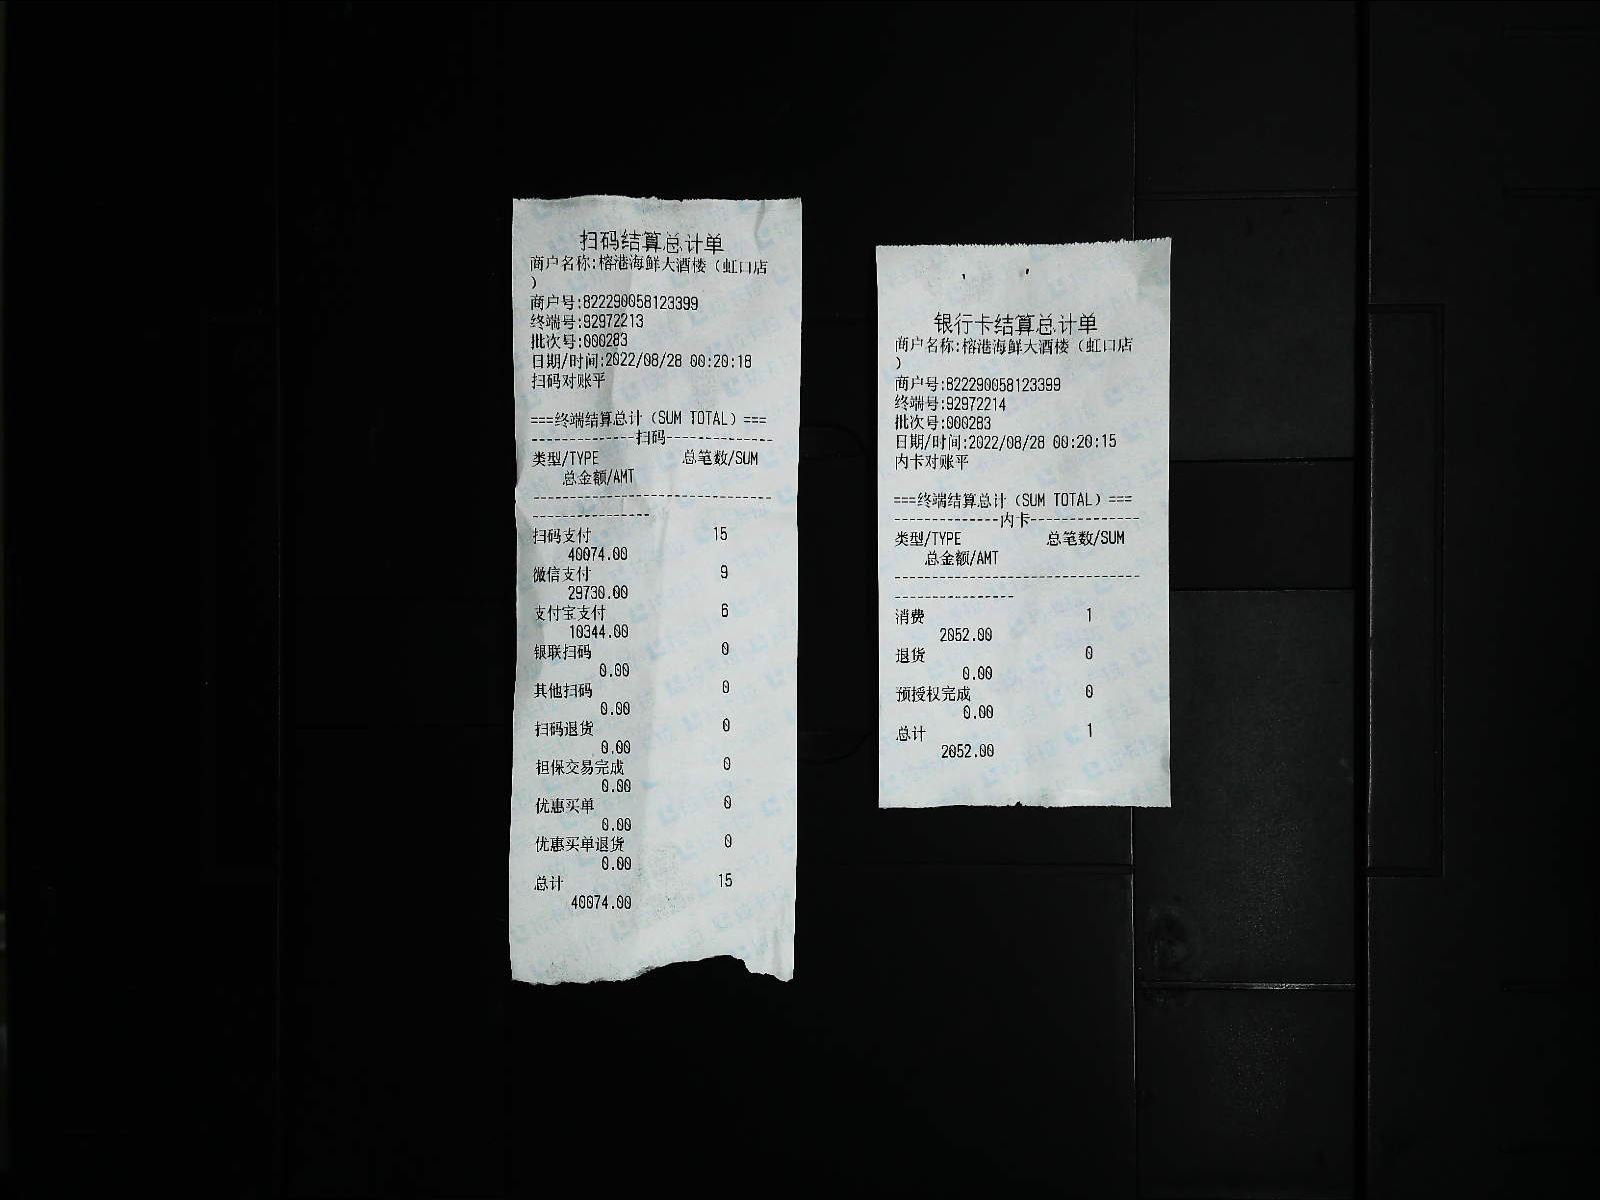 扫码结算总计单
商户名称:榕港海鲜大酒楼（虹口店
）
商户号:822290058123399
终端号:92972213
批次号:000283
日期/时间:2022/08/28 00:20:18
扫码对账平
===终端结算总计（SUM TOTAL）===
--------------扫码--------------
类型/TYPE 总笔数/SUM
总金额/AMT
--------------------------------
----------------
扫码支付 15
40074.00
微信支付 9
29730.00
支付宝支付 6
10344.00
银联扫码 0
0.00
其他扫码 0
0.00
扫码退货 0
0.00
担保交易完成 0
0.00
优惠买单 0
0.00
优惠买单退货 0
0.00
总计 15
40074.00
银行卡结算总计单
商户名称:榕港海鲜大酒楼（虹口店
）
商户号:822290058123399
终端号:92972214
批次号:000283
日期/时间:2022/08/28 00:20:15
内卡对账平
===终端结算总计（SUM TOTAL）===
--------------内卡--------------
类型/TYPE 总笔数/SUM
总金额/AMT
--------------------------------
----------------
消费 1
2052.00
退货 0
0.00
预授权完成 0
0.00
总计 1
2052.00